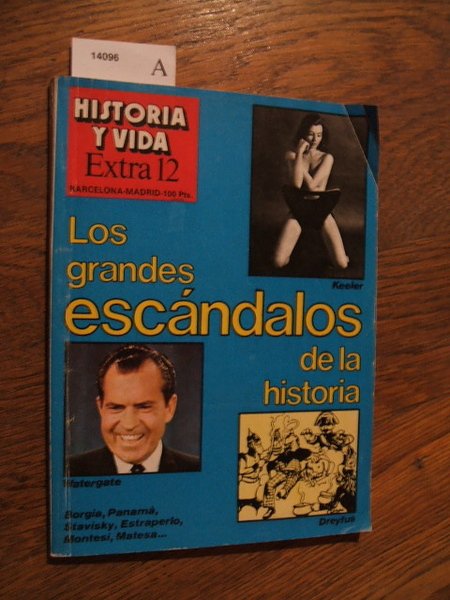 14096
A
HISTORIA
Y VIDA
Extra 12
BARCELONA-MADRID-100 Pts.
Los
grandes
escándalos
de la
historia
Keeler
Watergate
Borgia, Panamá,
Stavisky, Estraperlo,
Montesi, Matesa...
Dreyfus